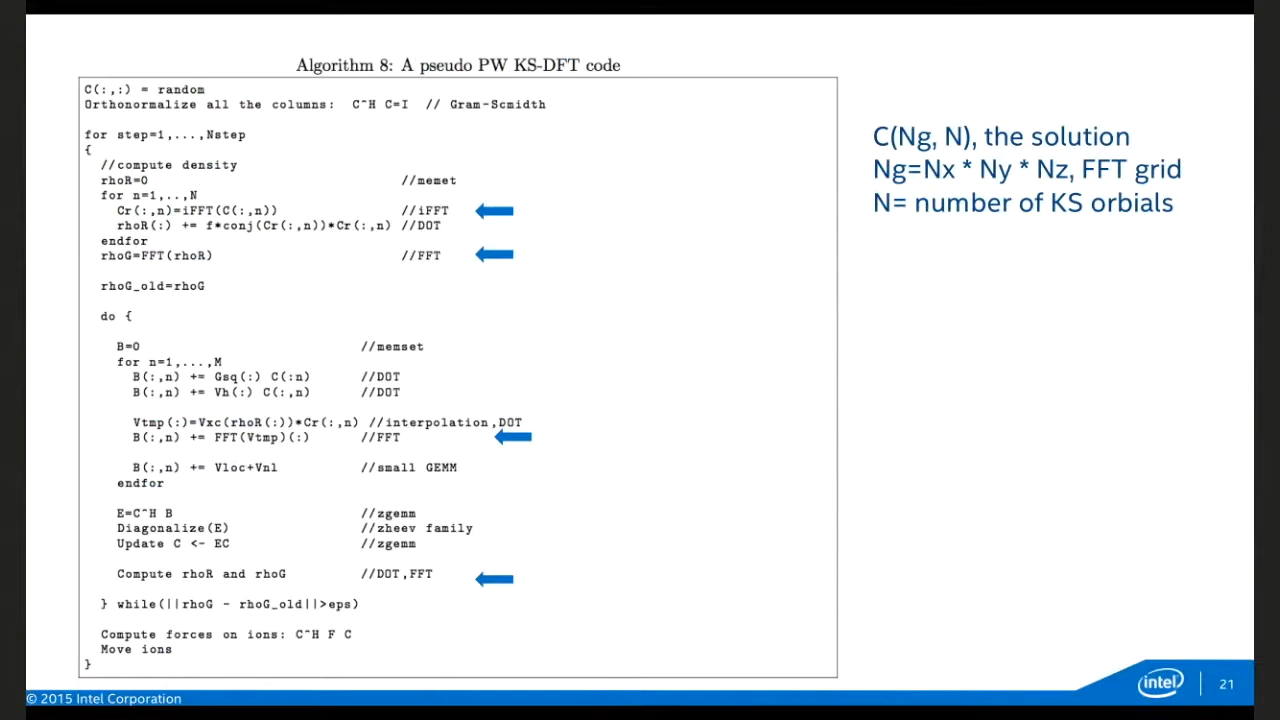 Algorithm 8: A pseudo PW KS-DFT code
C(:,:) = random
Orthonormalize all the columns: C^H C=I // Gram-Scmidth
for step=1,...,Nstep
{
//compute density
rhoR=0 //memet
for n=1,..,N
Cr(:,n)=iFFT(C(:,n)) //iFFT
rhoR(:) += f*conj(Cr(:,n))*Cr(:,n) //DOT
endfor
rhoG=FFT(rhoR) //FFT
rhoG_old=rhoG
do {
B=0 //memset
for n=1,...,M
B(:,n) += Gsq(:) C(:n) //DOT
B(:,n) += Vh(:) C(:,n) //DOT
Vtmp(:)=Vxc(rhoR(:))*Cr(:,n) //interpolation,DOT
B(:,n) += FFT(Vtmp)(:) //FFT
B(:,n) += Vloc+Vnl //small GEMM
endfor
E=C^H B //zgemm
Diagonalize(E) //zheev family
Update C <- EC //zgemm
Compute rhoR and rhoG //DOT,FFT
} while(||rhoG - rhoG_old||>eps)
Compute forces on ions: C^H F C
Move ions
}
C(Ng, N), the solution
Ng=Nx * Ny * Nz, FFT grid
N= number of KS orbials
© 2015 Intel Corporation
intel
21